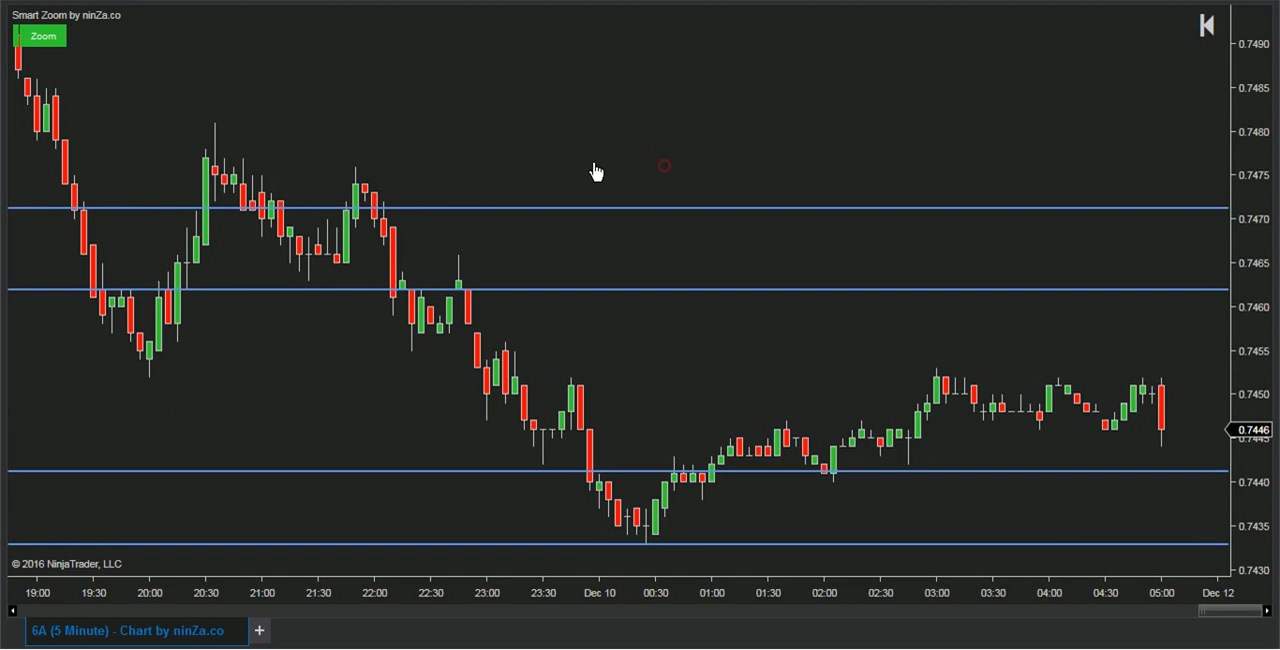 Smart Zoom by ninZa.co
Zoom
0.7490
0.7485
0.7480
0.7475
0.7470
0.7465
0.7460
0.7455
0.7450
0.7446
0.7445
0.7440
0.7435
0.7430
© 2016 NinjaTrader, LLC
19:00 19:30 20:00 20:30 21:00 21:30 22:00 22:30 23:00 23:30 Dec 10 00:30 01:00 01:30 02:00 02:30 03:00 03:30 04:00 04:30 05:00 Dec 12
6A (5 Minute) - Chart by ninZa.co +